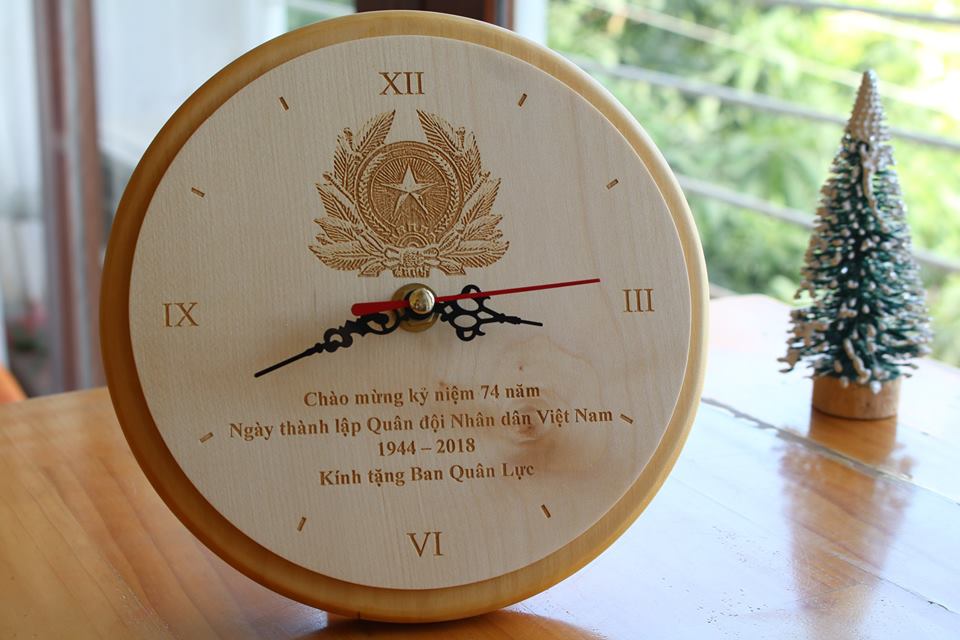 XII
IX
III
Chào mừng kỷ niệm 74 năm
Ngày thành lập Quân đội Nhân dân Việt Nam
1944 – 2018
Kính tặng Ban Quân Lực
VI